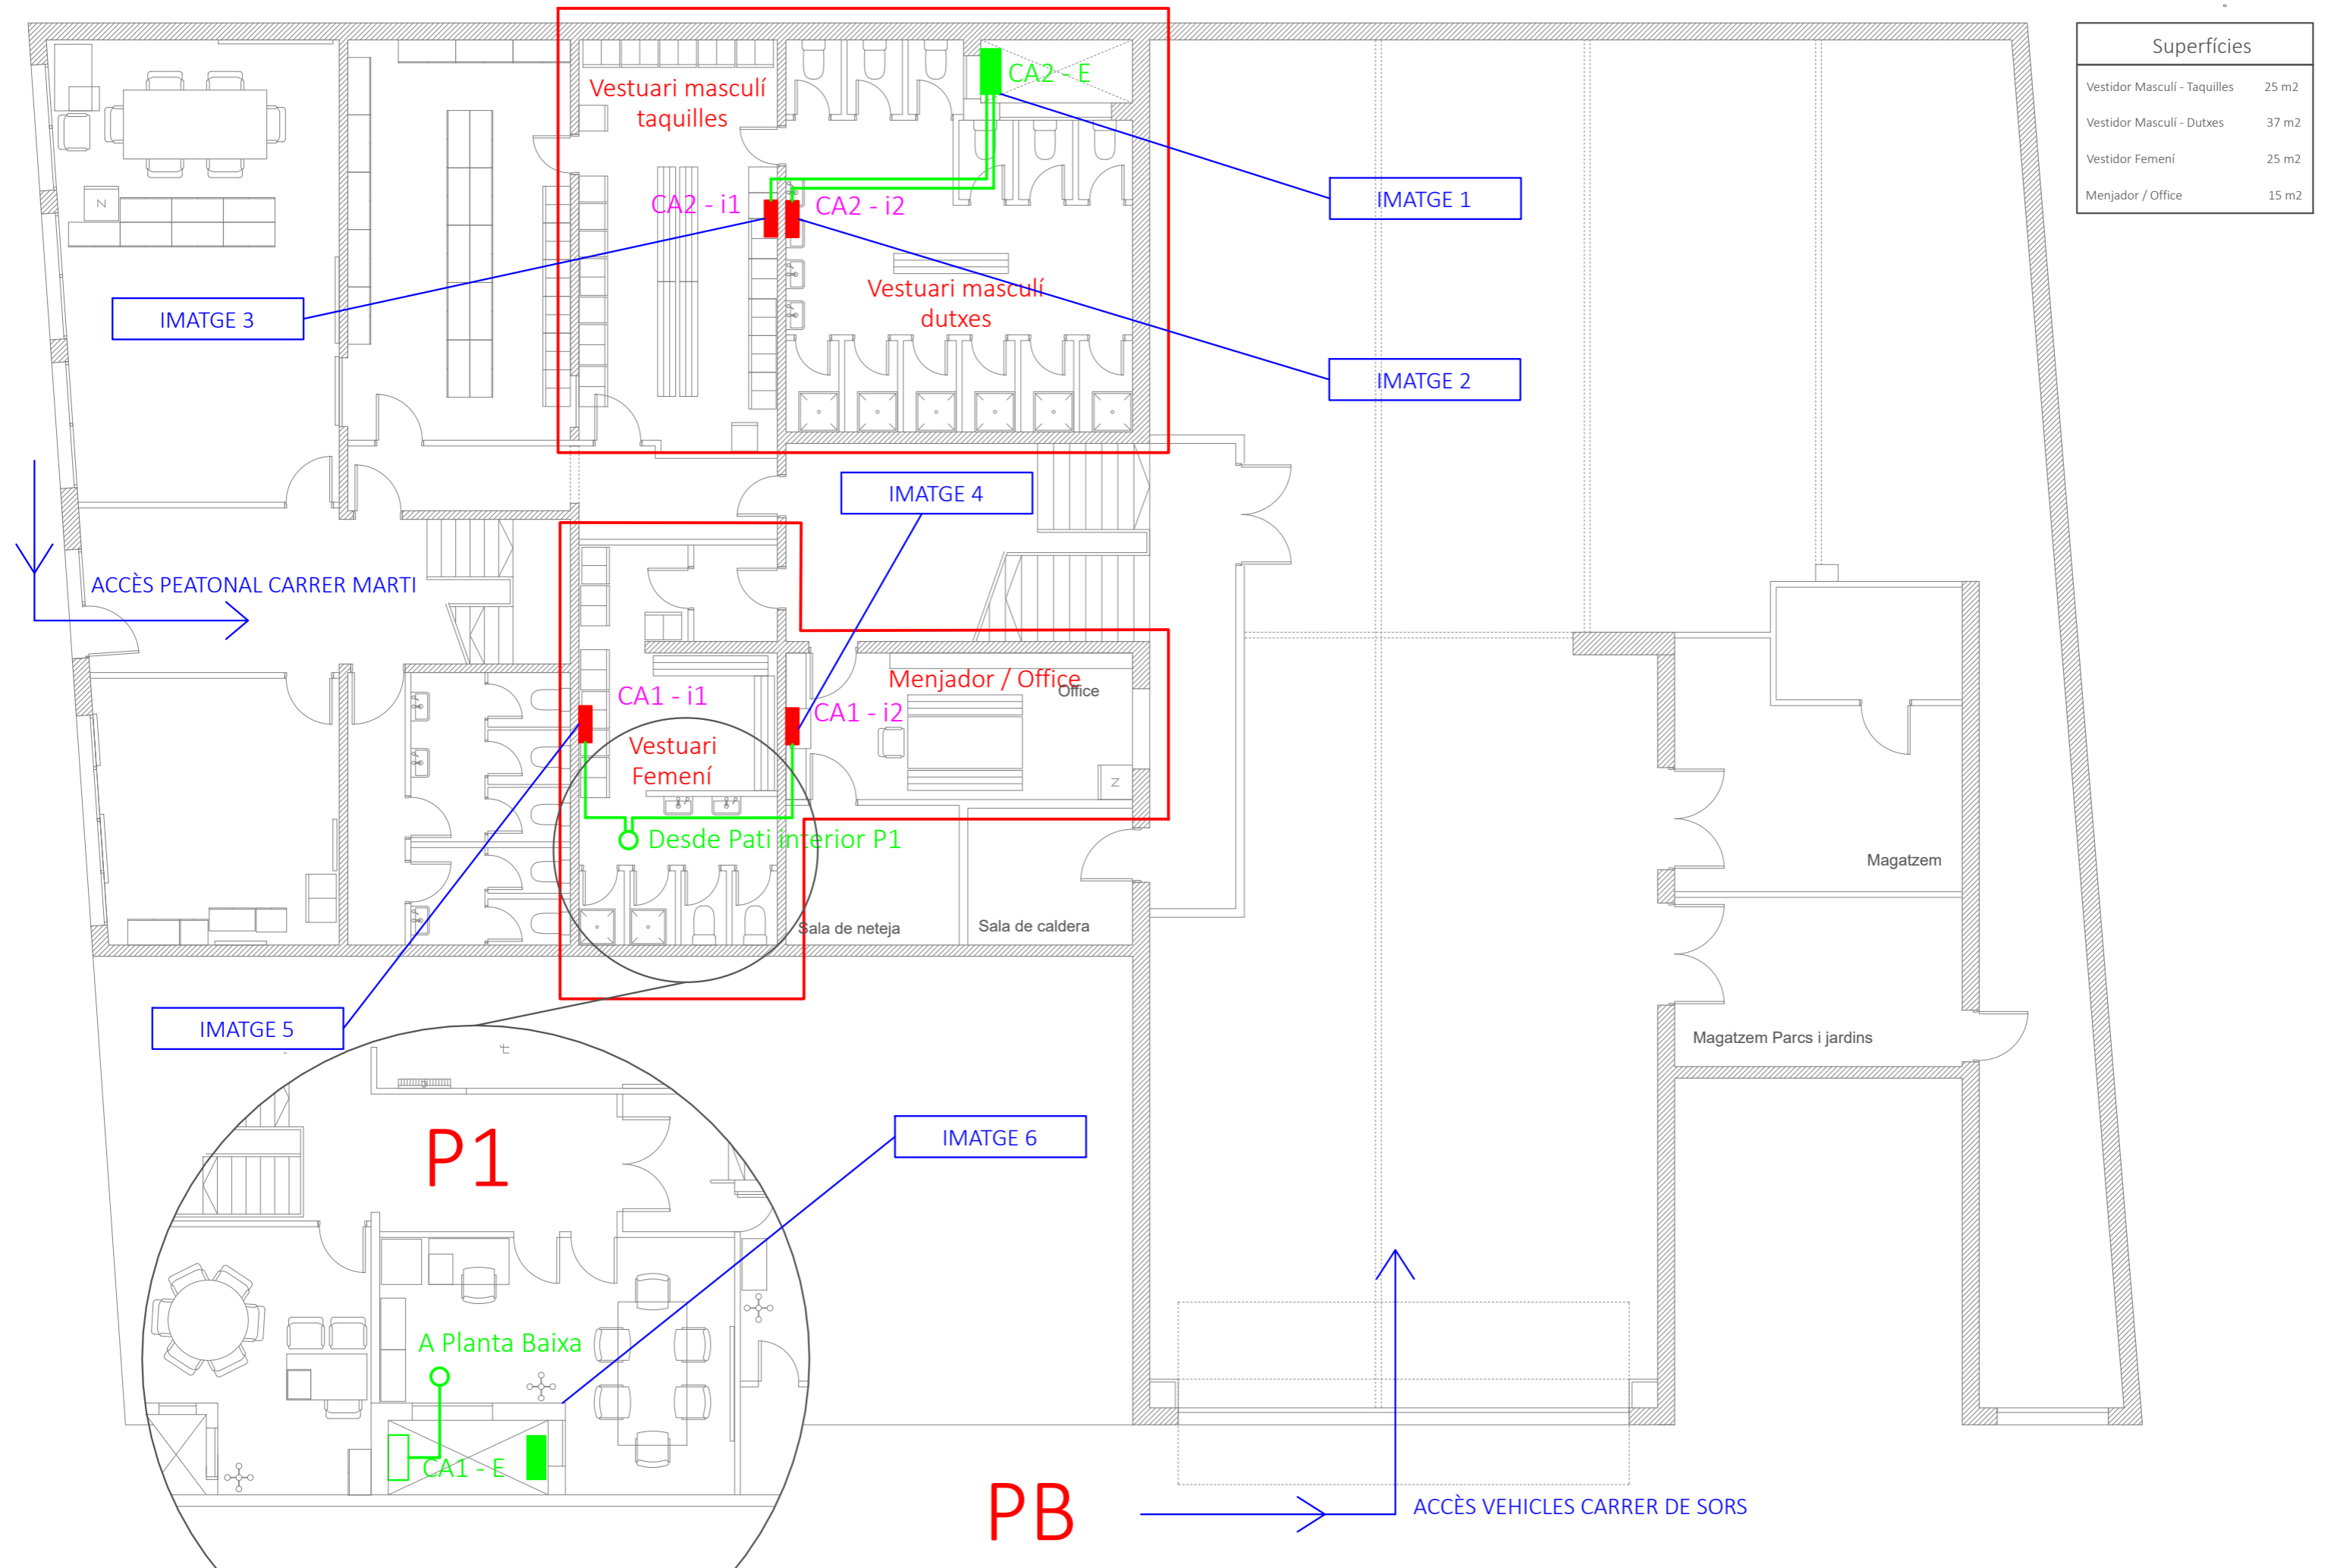 Superfícies
Vestidor Masculí - Taquilles 25 m2
Vestidor Masculí - Dutxes 37 m2
Vestidor Femení 25 m2
Menjador / Office 15 m2
CA2 - E
Vestuari masculí
taquilles
IMATGE 1
CA2 - i1
CA2 - i2
N
Vestuari masculí
dutxes
IMATGE 3
IMATGE 2
IMATGE 4
ACCÈS PEATONAL CARRER MARTI
Menjador / Office
Office
CA1 - i1
CA1 - i2
Vestuari
Femení
N
Desde Pati interior P1
Magatzem
Sala de neteja
Sala de caldera
IMATGE 5
Magatzem Parcs i jardins
IMATGE 6
P1
A Planta Baixa
CA1 - E
PB
ACCÈS VEHICLES CARRER DE SORS